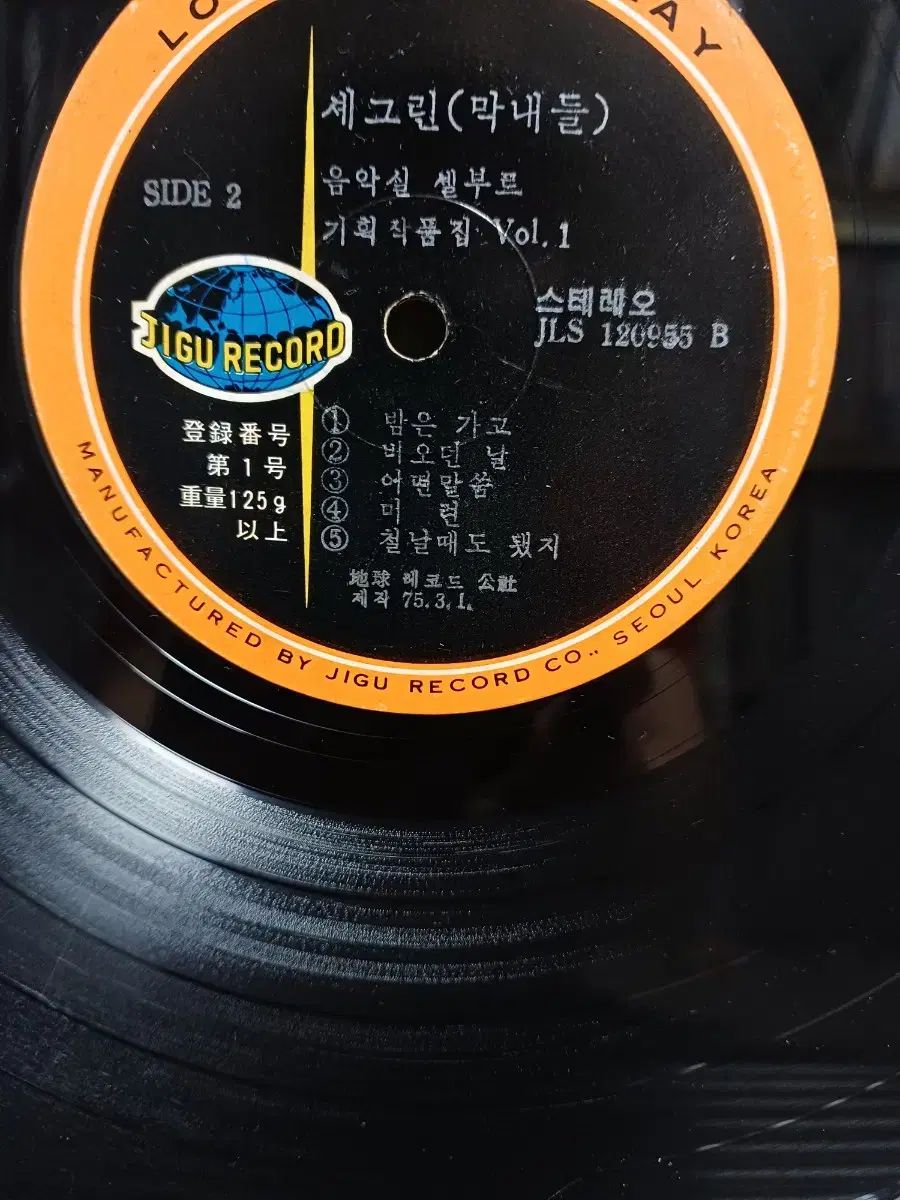 LO
AY
세그린(막내들)
음악실 셀부르
기획작품집 Vol.1
SIDE 2
스테레오
JLS 120955 B
JIGU RECORD
登録番号
第1号
重量125g
以上
① 밤은 가고
② 비오던 날
③ 어떤말씀
④ 미 련
⑤ 철날때도 됐지
地球 레코드 公社
제작 75.3.1.
MANUFACTURED BY JIGU RECORD CO., SEOUL KOREA